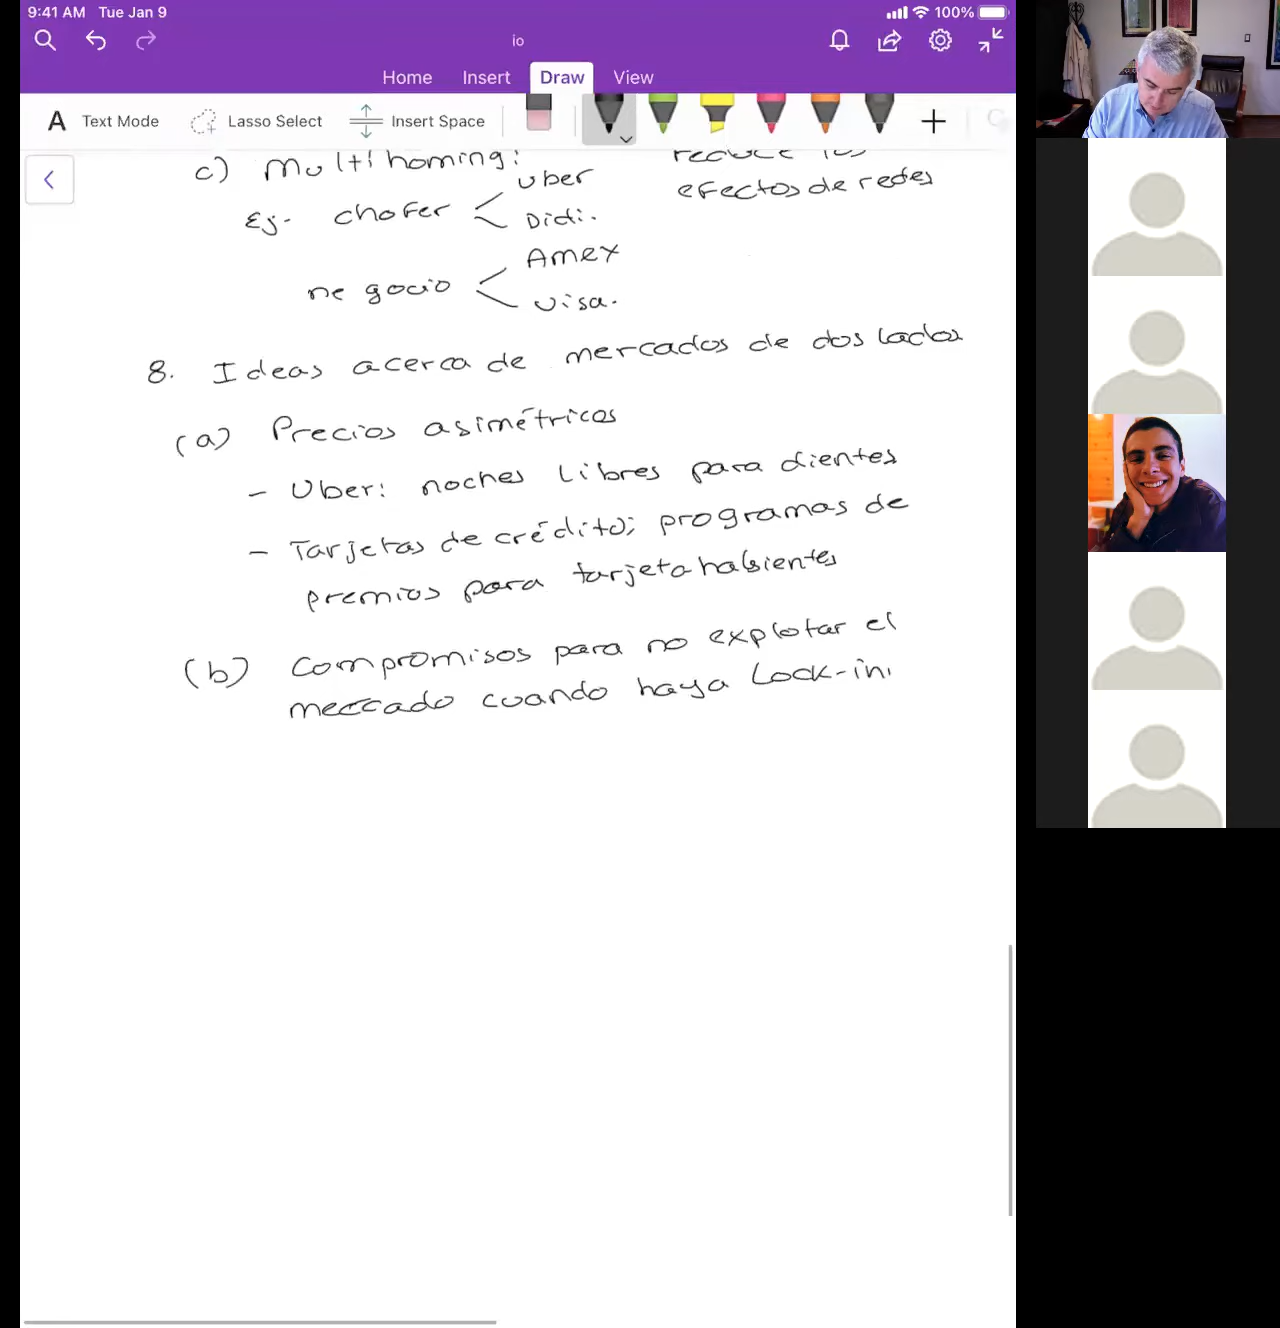 9:41 AM Tue Jan 9
100%
io
Home Insert Draw View
A Text Mode Lasso Select Insert Space
c) Multihoming: reduce los
efectos de redes
Ej. chofer < Uber
Didi.
negocio < Amex
Visa.
8. Ideas acerca de mercados de dos lados
(a) Precios asimétricos
- Uber: noches libres para clientes
- Tarjetas de crédito; programas de
premios para tarjetahabientes
(b) Compromisos para no explotar el
mercado cuando haya Lock-in.